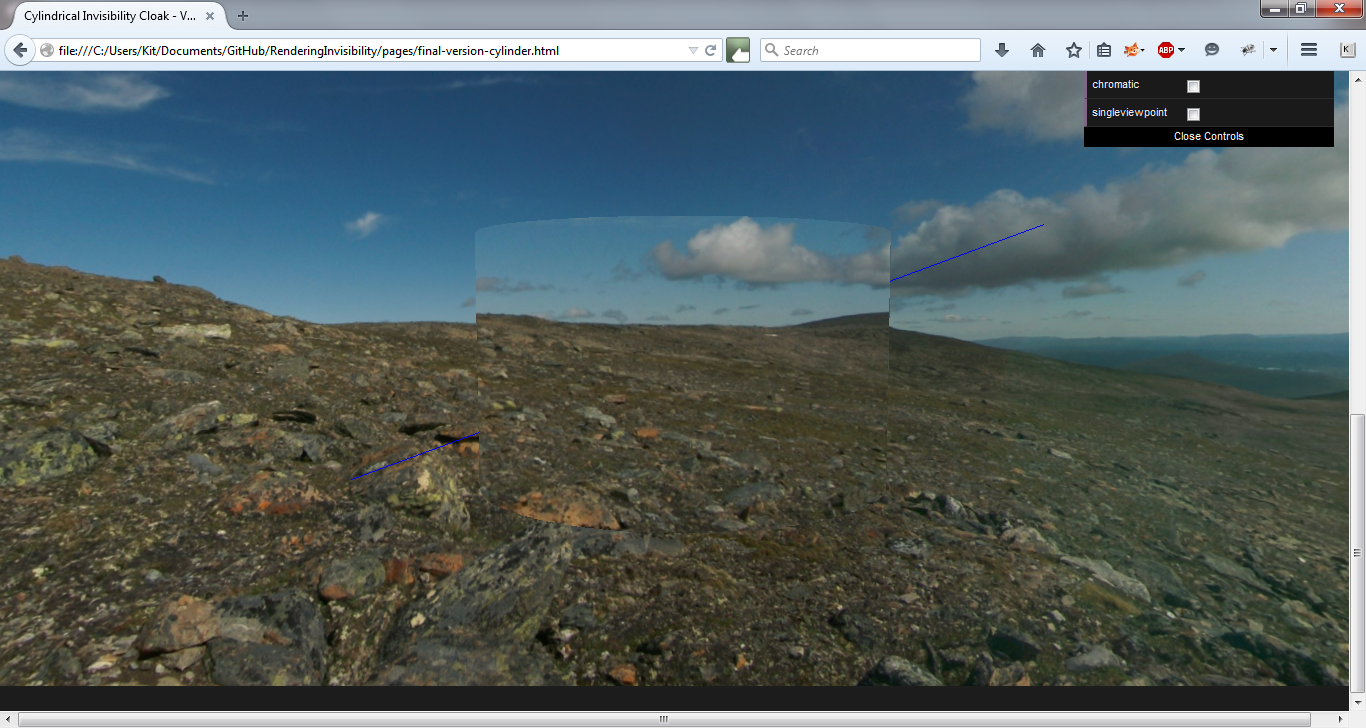 Cylindrical Invisibility Cloak - V...
file:///C:/Users/Kit/Documents/GitHub/RenderingInvisibility/pages/final-version-cylinder.html
Search
ABP
K
chromatic
singleviewpoint
Close Controls